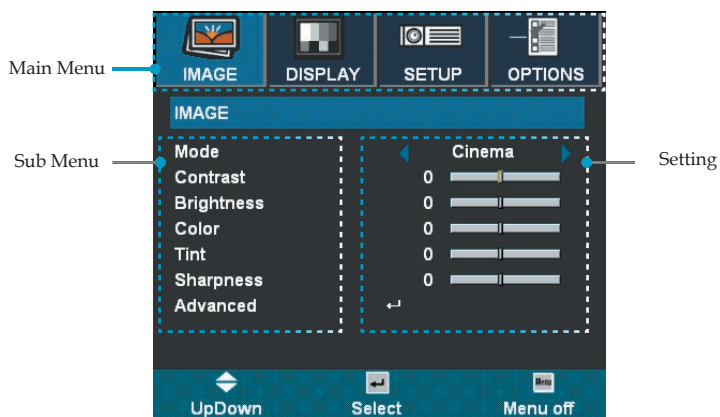 Main Menu
IMAGE DISPLAY SETUP OPTIONS
IMAGE
Sub Menu
Setting
Mode Cinema
Contrast 0
Brightness 0
Color 0
Tint 0
Sharpness 0
Advanced
UpDown Select Menu off
Menu